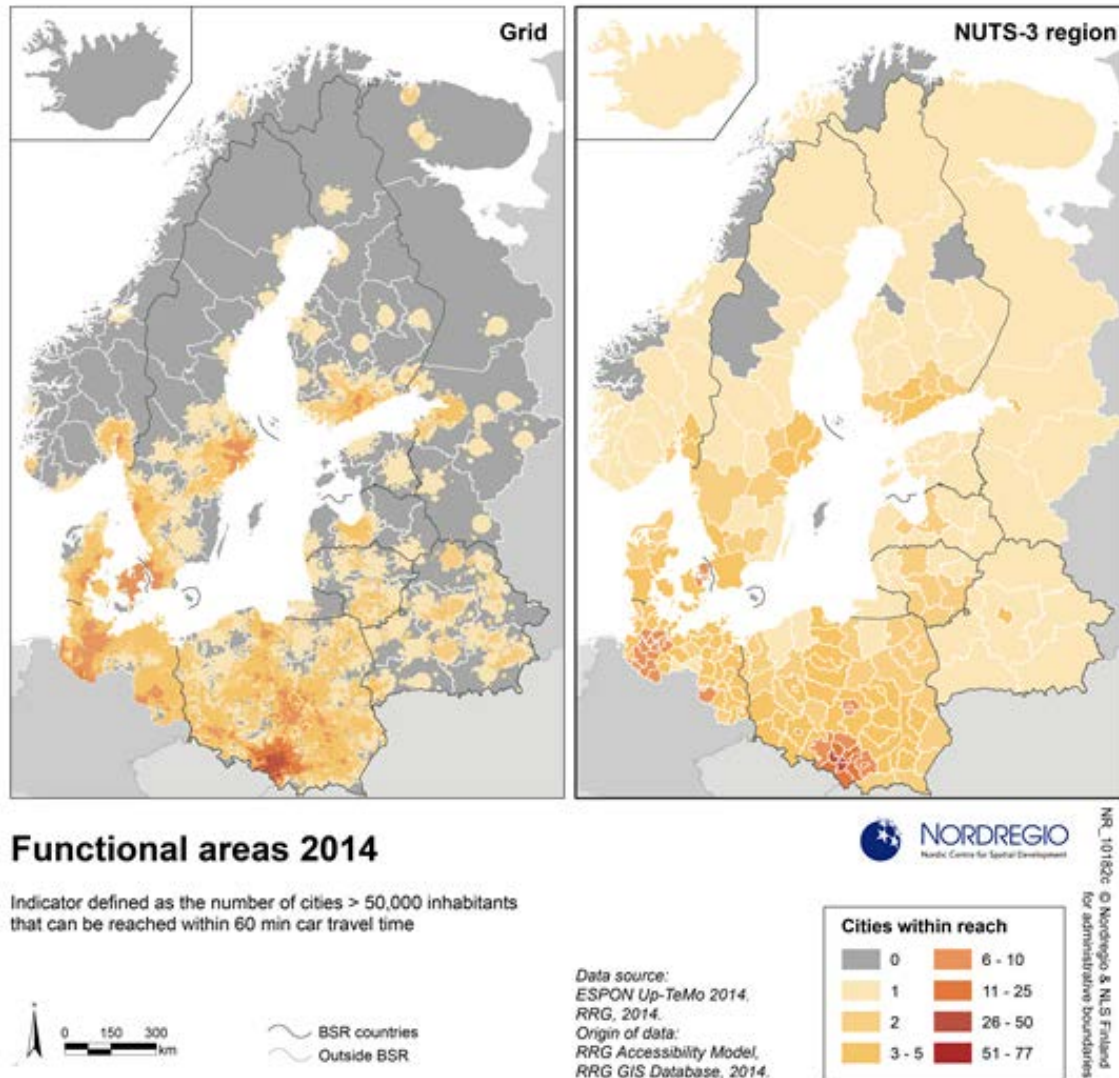 Grid
NUTS-3 region
Functional areas 2014
Indicator defined as the number of cities > 50,000 inhabitants
that can be reached within 60 min car travel time
0 150 300
km
BSR countries
Outside BSR
Data source:
ESPON Up-TeMo 2014.
RRG, 2014.
Origin of data:
RRG Accessibility Model,
RRG GIS Database, 2014.
NORDREGIO
Nordic Centre for Spatial Development
Cities within reach
0
1
2
3 - 5
6 - 10
11 - 25
26 - 50
51 - 77
NR_10182c © Nordregio & NLS Finland
for administrative boundaries